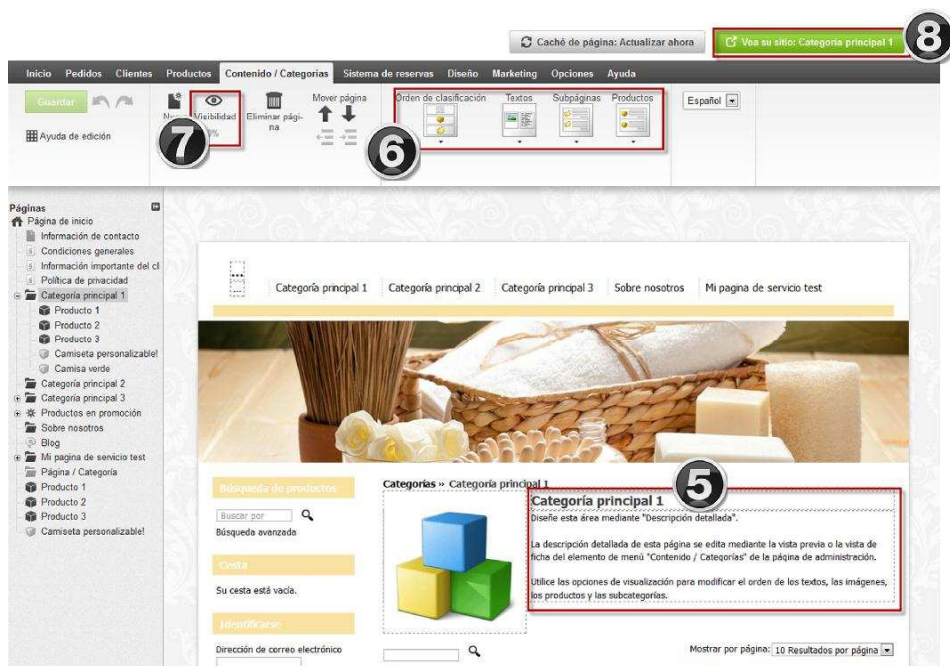 Caché de página: Actualizar ahora
Vea su sitio: Categoría principal 1
8
Inicio Pedidos Clientes Productos Contenido / Categorías Sistema de reservas Diseño Marketing Opciones Ayuda
Guardar
Visibilidad
Eliminar pági-
na
Mover página
Orden de clasificación Textos Subpáginas Productos
Español
Ayuda de edición
7
6
Páginas
Página de inicio
Información de contacto
Condiciones generales
Información importante del cl
Política de privacidad
Categoría principal 1
Producto 1
Producto 2
Producto 3
Camiseta personalizable!
Camisa verde
Categoría principal 2
Categoría principal 3
Productos en promoción
Sobre nosotros
Blog
Mi pagina de servicio test
Página / Categoría
Producto 1
Producto 2
Producto 3
Camiseta personalizable!
...
...
Categoría principal 1 Categoría principal 2 Categoría principal 3 Sobre nosotros Mi pagina de servicio test
Búsqueda de productos
Buscar por
Búsqueda avanzada
Cesta
Su cesta está vacía.
Identificarse
Dirección de correo electrónico
Categorías » Categoría principal 1
5
Categoría principal 1
Diseñe esta área mediante "Descripción detallada".
La descripción detallada de esta página se edita mediante la vista previa o la vista de
ficha del elemento de menú "Contenido / Categorías" de la página de administración.
Utilice las opciones de visualización para modificar el orden de los textos, las imágenes,
los productos y las subcategorías.
Mostrar por página: 10 Resultados por página